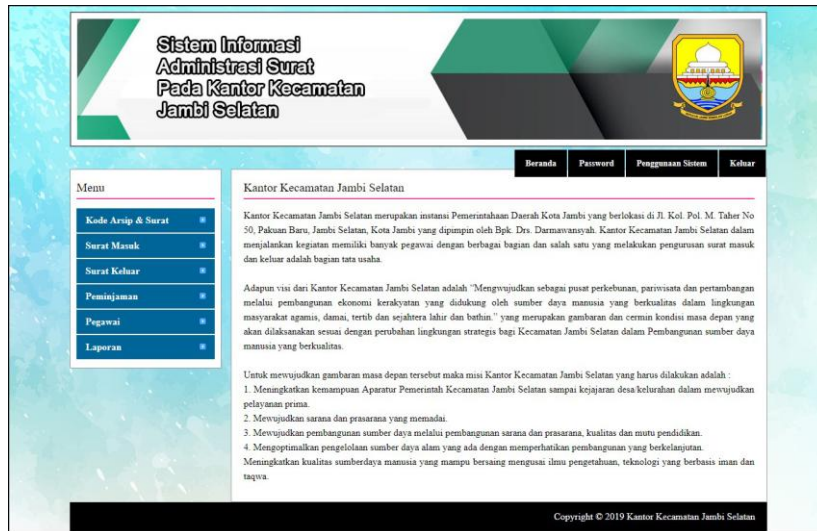 Sistem Informasi
Administrasi Surat
Pada Kantor Kecamatan
Jambi Selatan
Beranda Password Penggunaan Sistem Keluar
Menu
Kode Arsip & Surat
Surat Masuk
Surat Keluar
Peminjaman
Pegawai
Laporan
Kantor Kecamatan Jambi Selatan
Kantor Kecamatan Jambi Selatan merupakan instansi Pemerintahaan Daerah Kota Jambi yang berlokasi di Jl. Kol. Pol. M. Taher No
50, Pakuan Baru, Jambi Selatan, Kota Jambi yang dipimpin oleh Bpk. Drs. Darmawansyah. Kantor Kecamatan Jambi Selatan dalam
menjalankan kegiatan memiliki banyak pegawai dengan berbagai bagian dan salah satu yang melakukan pengurusan surat masuk
dan keluar adalah bagian tata usaha.
Adapun visi dari Kantor Kecamatan Jambi Selatan adalah "Mengwujudkan sebagai pusat perkebunan, pariwisata dan pertambangan
melalui pembangunan ekonomi kerakyatan yang didukung oleh sumber daya manusia yang berkualitas dalam lingkungan
masyarakat agamis, damai, tertib dan sejahtera lahir dan bathin." yang merupakan gambaran dan cermin kondisi masa depan yang
akan dilaksanakan sesuai dengan perubahan lingkungan strategis bagi Kecamatan Jambi Selatan dalam Pembangunan sumber daya
manusia yang berkualitas.
Untuk mewujudkan gambaran masa depan tersebut maka misi Kantor Kecamatan Jambi Selatan yang harus dilakukan adalah :
1. Meningkatkan kemampuan Aparatur Pemerintah Kecamatan Jambi Selatan sampai kejajaran desa/kelurahan dalam mewujudkan
pelayanan prima.
2. Mewujudkan sarana dan prasarana yang memadai.
3. Mewujudkan pembangunan sumber daya melalui pembangunan sarana dan prasarana, kualitas dan mutu pendidikan.
4. Mengoptimalkan pengelolaan sumber daya alam yang ada dengan memperhatikan pembangunan yang berkelanjutan.
Meningkatkan kualitas sumberdaya manusia yang mampu bersaing mengusai ilmu pengetahuan, teknologi yang berbasis iman dan
taqwa.
Copyright © 2019 Kantor Kecamatan Jambi Selatan